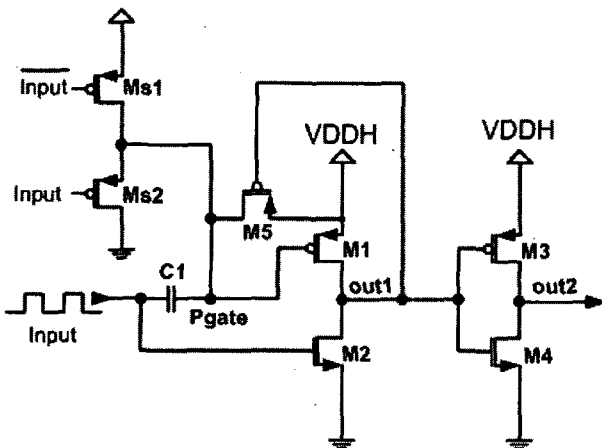 Input
Ms1
VDDH
VDDH
Input
Ms2
M5
M1
M3
C1
out1
out2
Pgate
Input
M2
M4